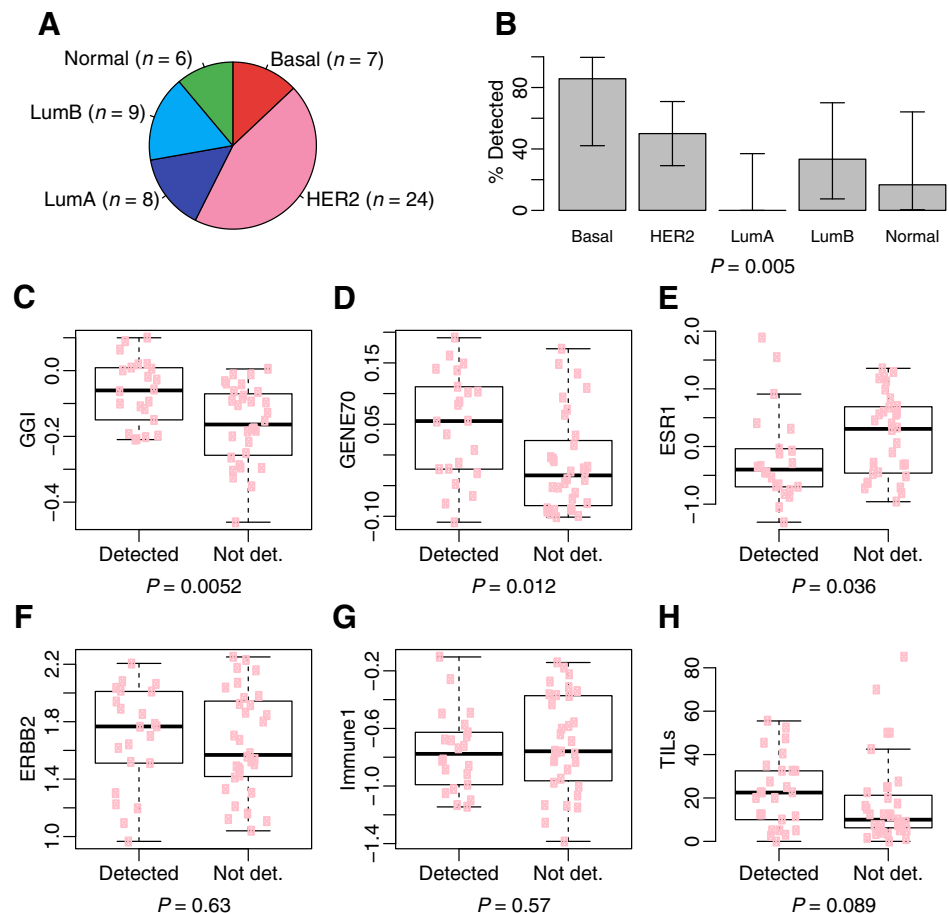 A
Normal (n = 6)
Basal (n = 7)
LumB (n = 9)
LumA (n = 8)
HER2 (n = 24)
B
% Detected
80
40
0
Basal HER2 LumA LumB Normal
P = 0.005
C
GGI
0.0
−0.2
−0.4
Detected Not det.
P = 0.0052
D
GENE70
0.15
0.05
−0.10
Detected Not det.
P = 0.012
E
ESR1
2.0
1.0
0.0
−1.0
Detected Not det.
P = 0.036
F
ERBB2
2.2
1.8
1.4
1.0
Detected Not det.
P = 0.63
G
Immune1
−0.2
−0.6
−1.0
−1.4
Detected Not det.
P = 0.57
H
TILs
80
60
40
20
0
Detected Not det.
P = 0.089